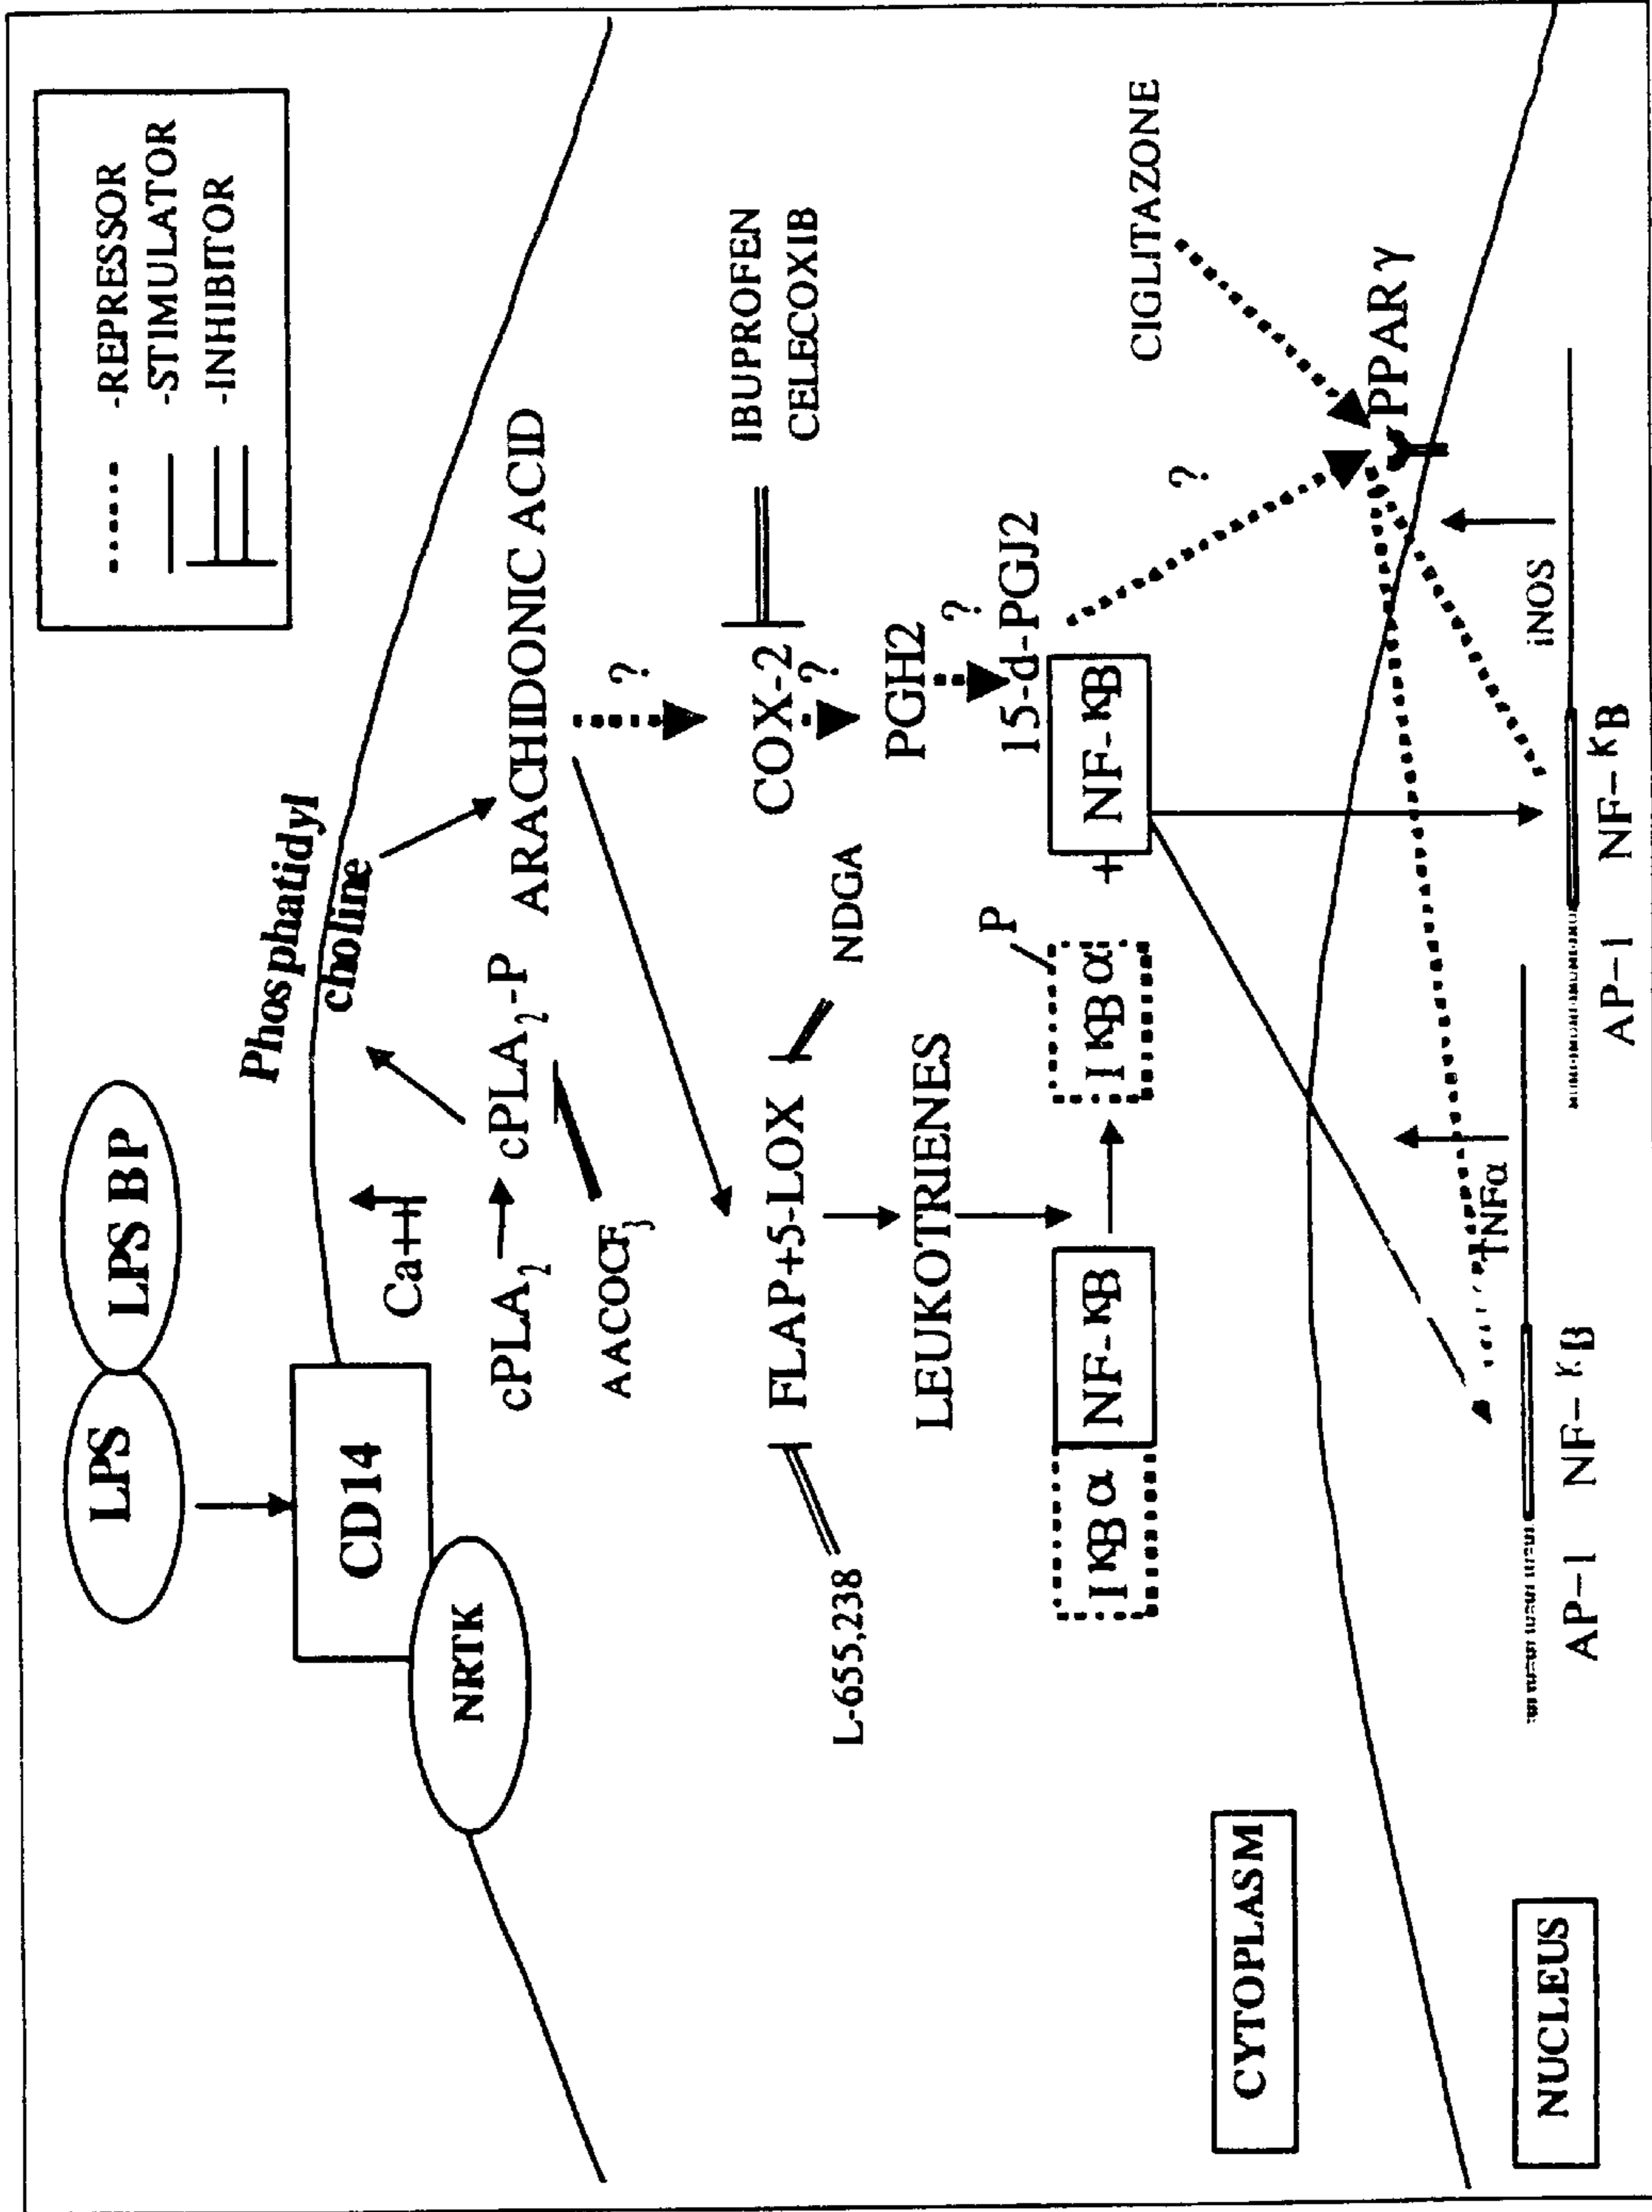 -REPRESSOR
-STIMULATOR
-INHIBITOR
LPS
LPS BP
CD14
NRTK
Phosphatidyl
choline
Ca++
cPLA2
cPLA2-P
ARACHIDONIC ACID
AACOCF3
?
FLAP+5-LOX
COX-2
IBUPROFEN
CELECOXIB
L-655,238
NDGA
?
LEUKOTRIENES
PGH2
?
15-d-PGJ2
P
IκBα
NF-κB
IκBα
+
NF-κB
?
CIGLITAZONE
PPARγ
CYTOPLASM
TNFα
iNOS
AP-1 NF-κB
AP-1 NF-κB
NUCLEUS